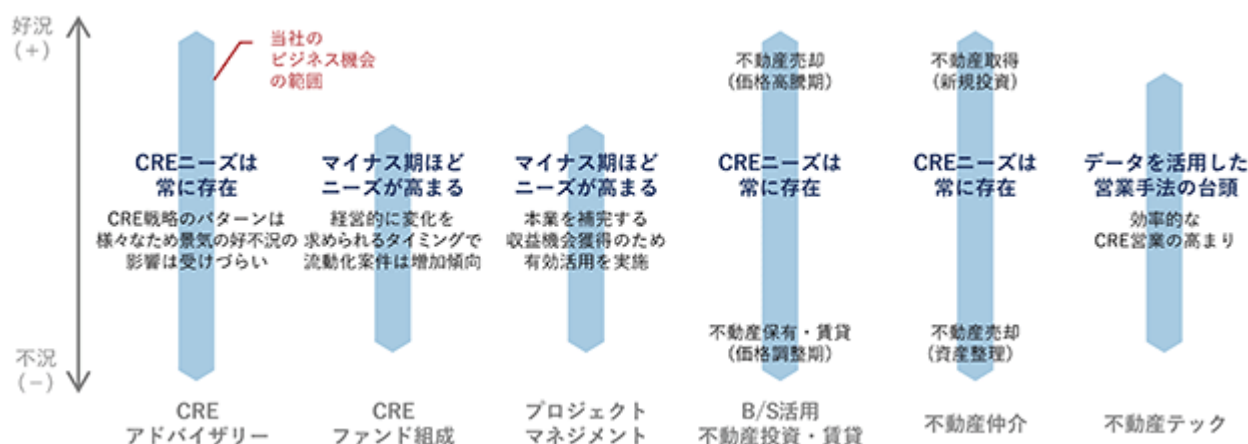 好況
(+)
不況
(−)
当社の
ビジネス機会
の範囲
CREニーズは
常に存在
CRE戦略のパターンは
様々なため景気の好不況の
影響は受けづらい
CRE
アドバイザリー
マイナス期ほど
ニーズが高まる
経営的に変化を
求められるタイミングで
流動化案件は増加傾向
CRE
ファンド組成
マイナス期ほど
ニーズが高まる
本業を補完する
収益機会獲得のため
有効活用を実施
プロジェクト
マネジメント
不動産売却
(価格高騰期)
CREニーズは
常に存在
不動産保有・賃貸
(価格調整期)
B/S活用
不動産投資・賃貸
不動産取得
(新規投資)
CREニーズは
常に存在
不動産売却
(資産整理)
不動産仲介
データを活用した
営業手法の台頭
効率的な
CRE営業の高まり
不動産テック